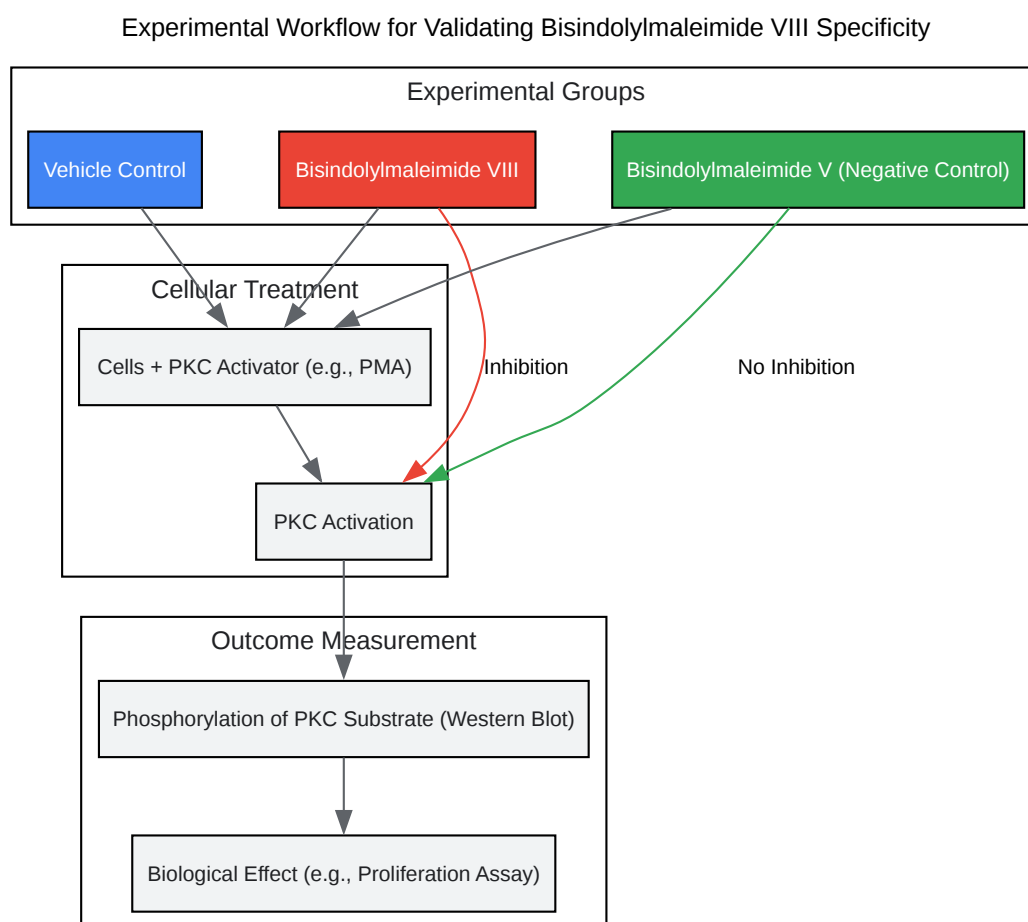 Experimental Workflow for Validating Bisindolylmaleimide VIII Specificity
Experimental Groups
Vehicle Control
Bisindolylmaleimide VIII
Bisindolylmaleimide V (Negative Control)
Cellular Treatment
Cells + PKC Activator (e.g., PMA)
Inhibition
No Inhibition
PKC Activation
Outcome Measurement
Phosphorylation of PKC Substrate (Western Blot)
Biological Effect (e.g., Proliferation Assay)